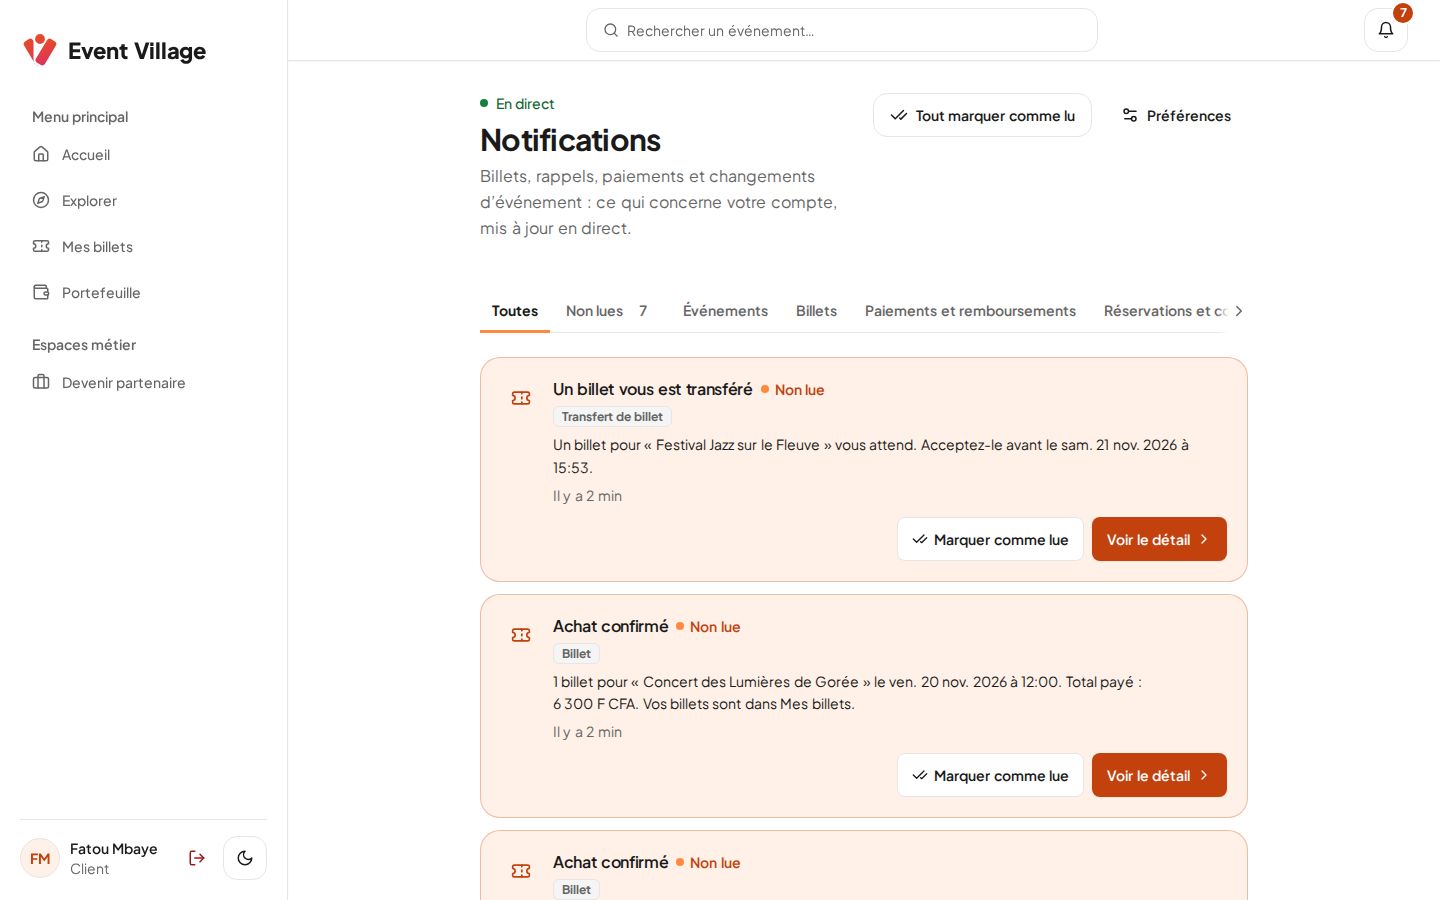 Event Village
Menu principal
Accueil
Explorer
Mes billets
Portefeuille
Espaces métier
Devenir partenaire
FM
Fatou Mbaye
Client
Rechercher un événement...
7
En direct
Notifications
Billets, rappels, paiements et changements
d’événement : ce qui concerne votre compte,
mis à jour en direct.
Tout marquer comme lu
Préférences
Toutes
Non lues 7
Événements
Billets
Paiements et remboursements
Réservations et
Un billet vous est transféré
Non lue
Transfert de billet
Un billet pour « Festival Jazz sur le Fleuve » vous attend. Acceptez-le avant le sam. 21 nov. 2026 à
15:53.
Il y a 2 min
Marquer comme lue
Voir le détail
Achat confirmé
Non lue
Billet
1 billet pour « Concert des Lumières de Gorée » le ven. 20 nov. 2026 à 12:00. Total payé :
6 300 F CFA. Vos billets sont dans Mes billets.
Il y a 2 min
Marquer comme lue
Voir le détail
Achat confirmé
Non lue
Billet